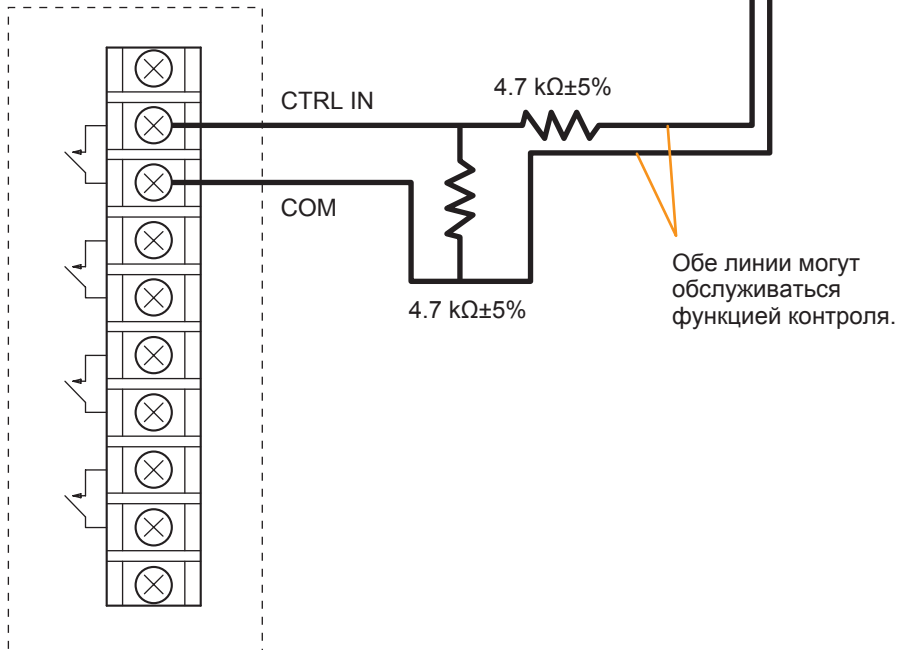 4.7 kΩ±5%
CTRL IN
COM
4.7 kΩ±5%
Обе линии могут
обслуживаться
функцией контроля.